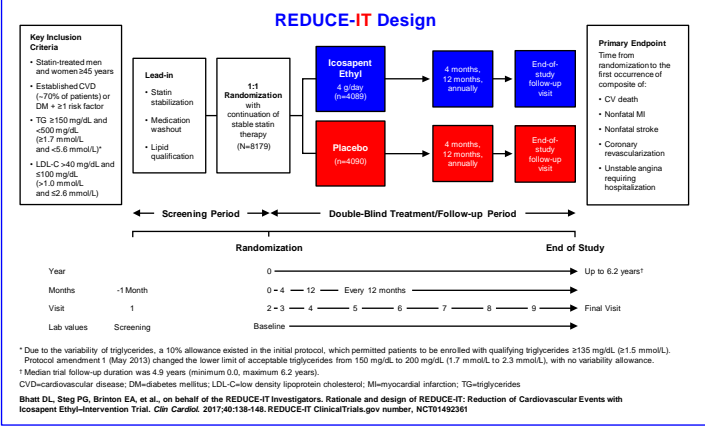 REDUCE-IT Design
Key Inclusion
Criteria
• Statin-treated men
and women ≥45 years
• Established CVD
(~70% of patients) or
DM + ≥1 risk factor
• TG ≥150 mg/dL and
<500 mg/dL
(≥1.7 mmol/L
and <5.6 mmol/L)*
• LDL-C >40 mg/dL and
≤100 mg/dL
(>1.0 mmol/L
and ≤2.6 mmol/L)
Lead-in
• Statin
stabilization
• Medication
washout
• Lipid
qualification
1:1
Randomization
with
continuation of
stable statin
therapy
(N=8179)
Icosapent
Ethyl
4 g/day
(n=4089)
4 months,
12 months,
annually
End-of-
study
follow-up
visit
Placebo
(n=4090)
4 months,
12 months,
annually
End-of-
study
follow-up
visit
Primary Endpoint
Time from
randomization to the
first occurrence of
composite of:
• CV death
• Nonfatal MI
• Nonfatal stroke
• Coronary
revascularization
• Unstable angina
requiring
hospitalization
Screening Period
Double-Blind Treatment/Follow-up Period
Randomization
End of Study
Year 0 Up to 6.2 years†
Months -1 Month 0 4 12 Every 12 months
Visit 1 2 3 4 5 6 7 8 9 Final Visit
Lab values Screening Baseline
* Due to the variability of triglycerides, a 10% allowance existed in the initial protocol, which permitted patients to be enrolled with qualifying triglycerides ≥135 mg/dL (≥1.5 mmol/L).
Protocol amendment 1 (May 2013) changed the lower limit of acceptable triglycerides from 150 mg/dL to 200 mg/dL (1.7 mmol/L to 2.3 mmol/L), with no variability allowance.
† Median trial follow-up duration was 4.9 years (minimum 0.0, maximum 6.2 years).
CVD=cardiovascular disease; DM=diabetes mellitus; LDL-C=low density lipoprotein cholesterol; MI=myocardial infarction; TG=triglycerides
Bhatt DL, Steg PG, Brinton EA, et al., on behalf of the REDUCE-IT Investigators. Rationale and design of REDUCE-IT: Reduction of Cardiovascular Events with
Icosapent Ethyl–Intervention Trial. Clin Cardiol. 2017;40:138-148. REDUCE-IT ClinicalTrials.gov number, NCT01492361